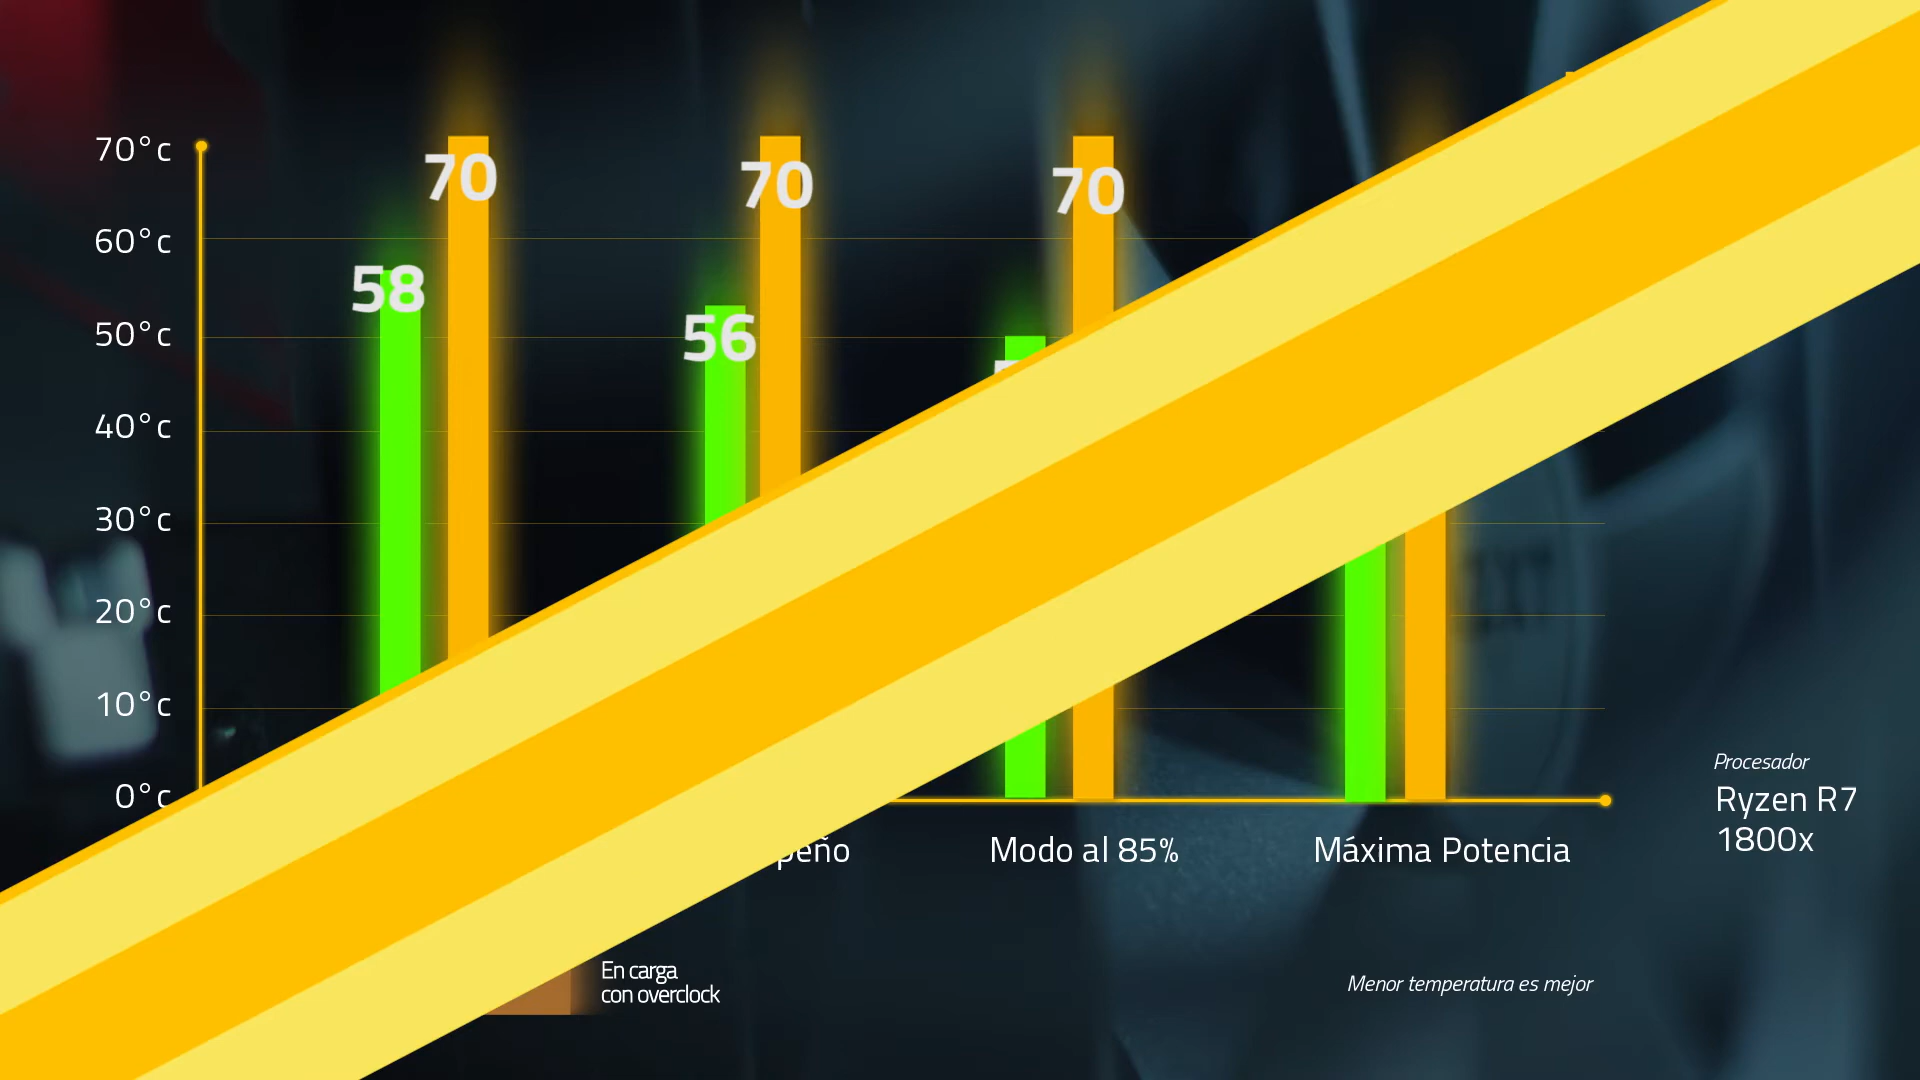 70°c
60°c
50°c
40°c
30°c
20°c
10°c
0°c
70
70
70
58
56
Modo al 85%
Máxima Potencia
Procesador
Ryzen R7
1800x
En carga
con overclock
Menor temperatura es mejor